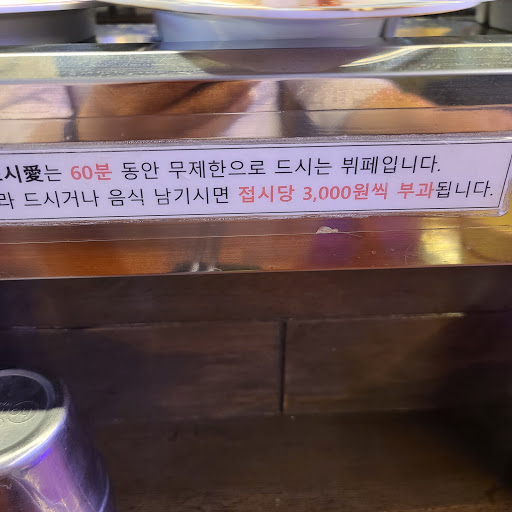 시愛는 60분 동안 무제한으로 드시는 뷔페입니다.
드시거나 음식 남기시면 접시당 3,000원씩 부과됩니다.